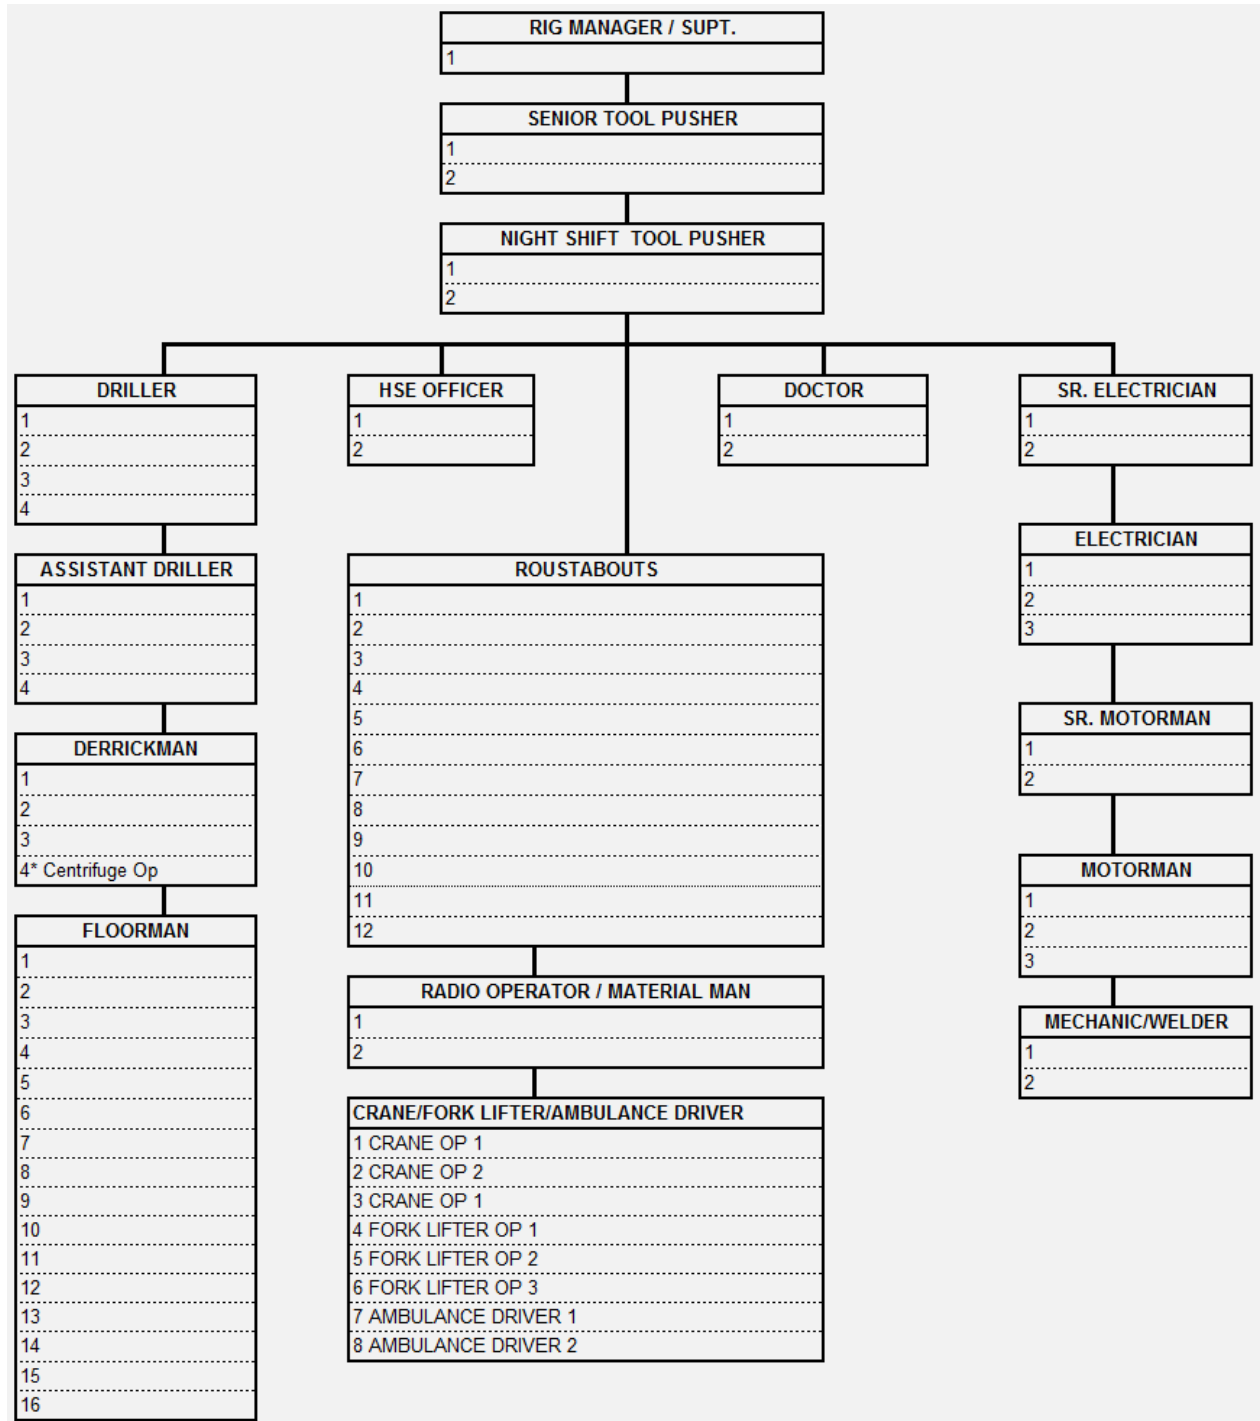 RIG MANAGER / SUPT.
1
SENIOR TOOL PUSHER
1
2
NIGHT SHIFT TOOL PUSHER
1
2
DRILLER
1
2
3
4
HSE OFFICER
1
2
DOCTOR
1
2
SR. ELECTRICIAN
1
2
ASSISTANT DRILLER
1
2
3
4
DERRICKMAN
1
2
3
4* Centrifuge Op
FLOORMAN
1
2
3
4
5
6
7
8
9
10
11
12
13
14
15
16
ROUSTABOUTS
1
2
3
4
5
6
7
8
9
10
11
12
RADIO OPERATOR / MATERIAL MAN
1
2
CRANE/FORK LIFTER/AMBULANCE DRIVER
1 CRANE OP 1
2 CRANE OP 2
3 CRANE OP 1
4 FORK LIFTER OP 1
5 FORK LIFTER OP 2
6 FORK LIFTER OP 3
7 AMBULANCE DRIVER 1
8 AMBULANCE DRIVER 2
ELECTRICIAN
1
2
3
SR. MOTORMAN
1
2
MOTORMAN
1
2
3
MECHANIC/WELDER
1
2